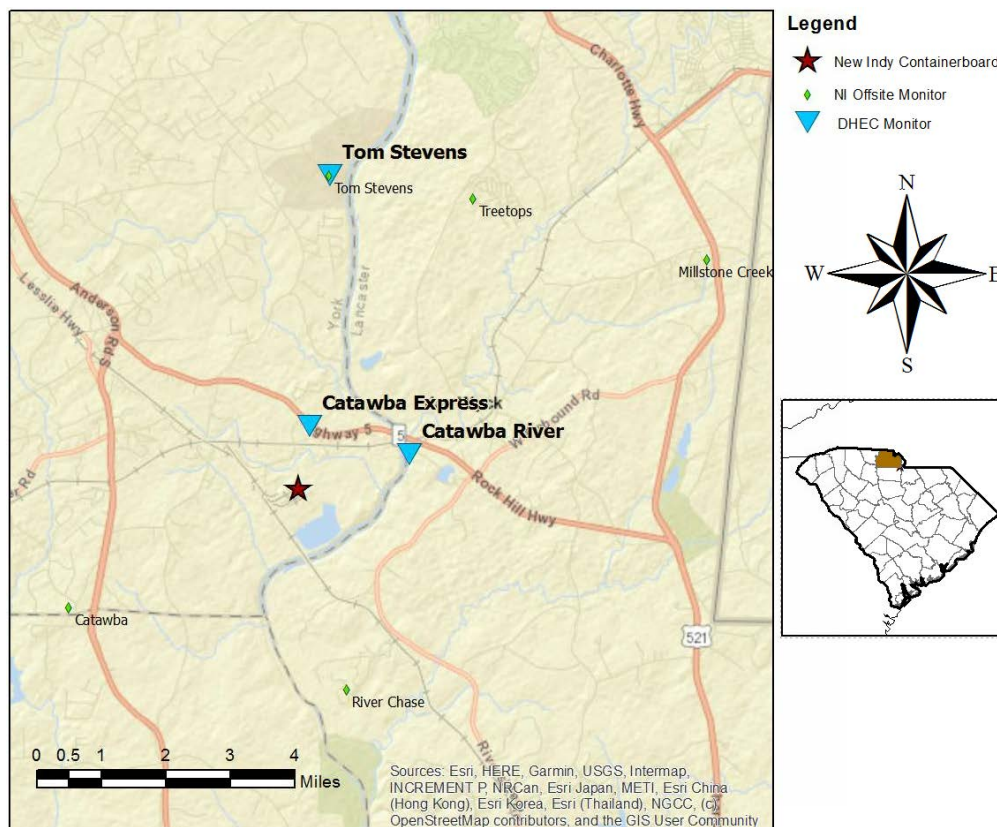 Legend
New Indy Containerboard
NI Offsite Monitor
DHEC Monitor
N
W
E
S
Charlotte Hwy
Tom Stevens
Tom Stevens
Treetops
Millstone Creek
York
Lancaster
Lesslie Hwy
Anderson Rd S
Catawba Express
Highway 5
5
Catawba River
Rock Hill Hwy
Catawba
521
River Chase
0 0.5 1 2 3 4
Miles
Sources: Esri, HERE, Garmin, USGS, Intermap,
INCREMENT P, NRCan, Esri Japan, METI, Esri China
(Hong Kong), Esri Korea, Esri (Thailand), NGCC, (c)
OpenStreetMap contributors, and the GIS User Community